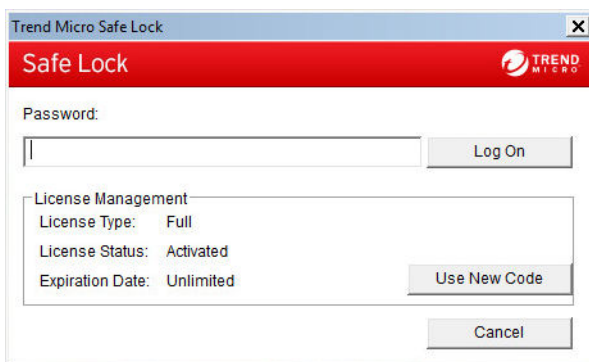 Trend Micro Safe Lock
Safe Lock
TREND
MICRO
Password:
Log On
License Management
License Type: Full
License Status: Activated
Expiration Date: Unlimited
Use New Code
Cancel